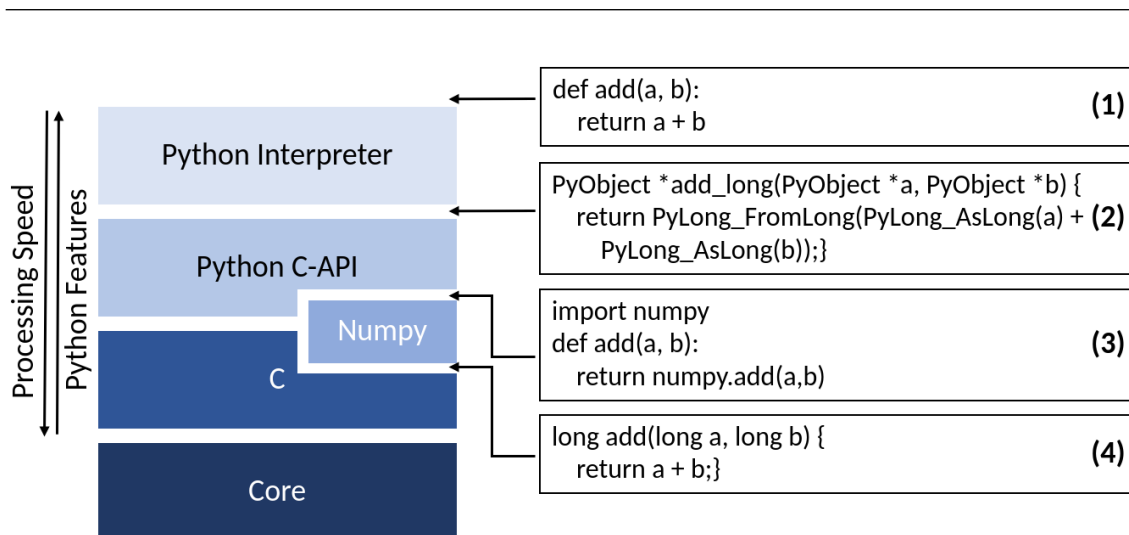 def add(a, b):
return a + b
(1)
Python Interpreter
PyObject *add_long(PyObject *a, PyObject *b) {
return PyLong_FromLong(PyLong_AsLong(a) +
PyLong_AsLong(b));}
(2)
Python C-API
import numpy
def add(a, b):
return numpy.add(a,b)
(3)
Numpy
C
long add(long a, long b) {
return a + b;}
(4)
Core
Processing Speed
Python Features